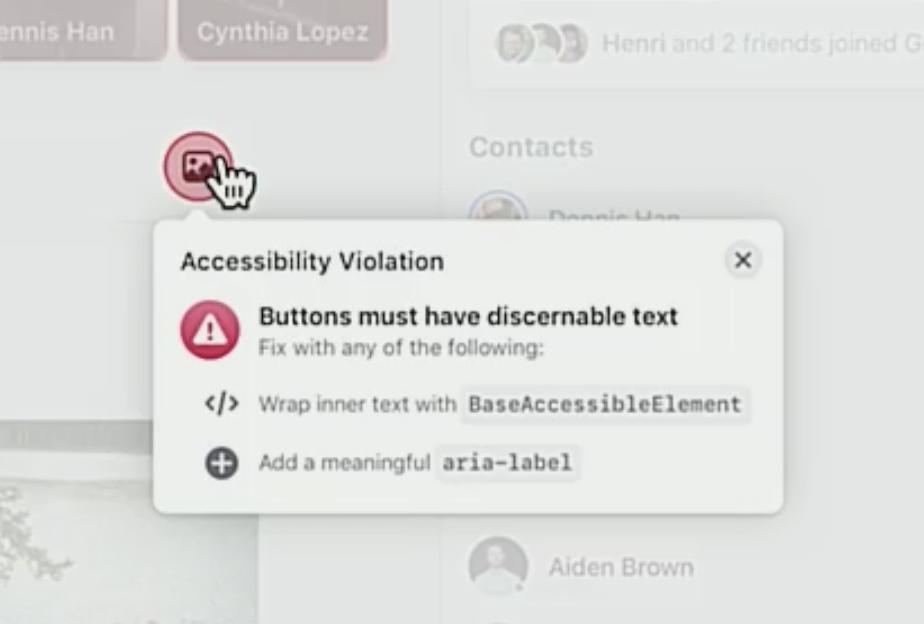 ennis Han
Cynthia Lopez
Henri and 2 friends joined G
Contacts
Dennis Han
Accessibility Violation
Buttons must have discernable text
Fix with any of the following:
</> Wrap inner text with BaseAccessibleElement
Add a meaningful aria-label
Aiden Brown